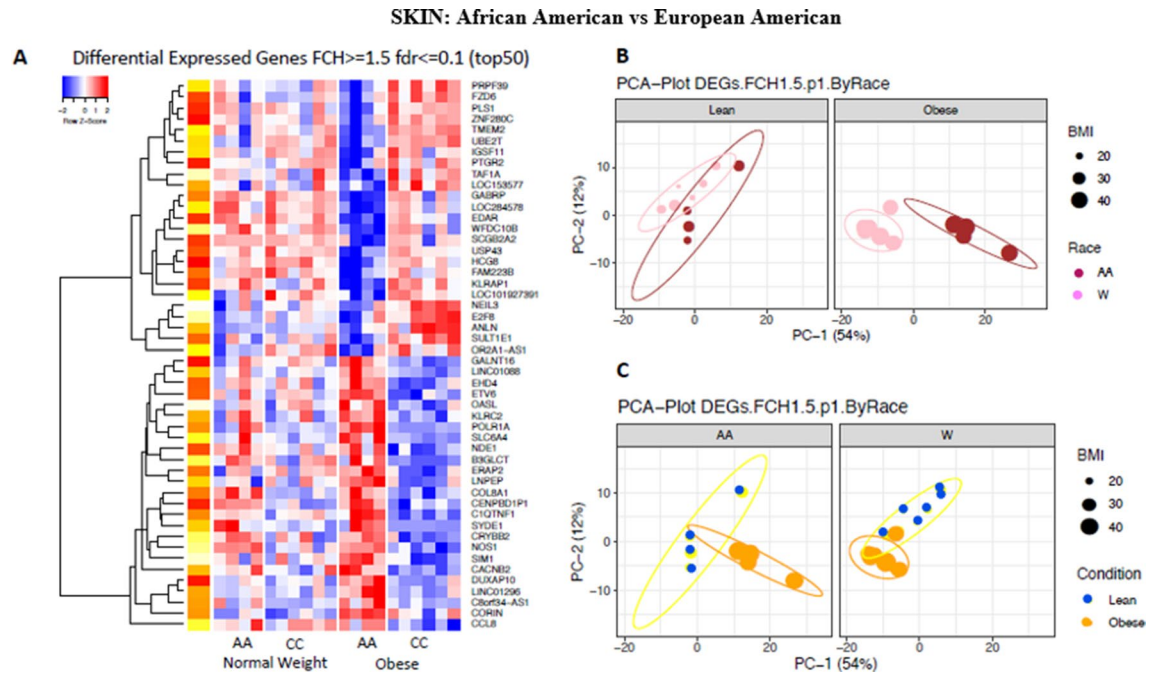 SKIN: African American vs European American
A
Differential Expressed Genes FCH>=1.5 fdr<=0.1 (top50)
-2 0 1 2
Row Z-Score
PRPF39
FZD6
PLS1
ZNF280C
TMEM2
UBE2T
IGSF11
PTGR2
TAF1A
LOC153577
GABRP
LOC284578
EDAR
WFDC10B
SCGB2A2
USP43
HCG8
FAM223B
KLRAP1
LOC101927391
NEIL3
E2F8
ANLN
SULT1E1
OR2A1-AS1
GALNT16
LINC01088
EHD4
ETV6
OASL
KLRC2
POLR1A
SLC6A4
NDE1
B3GLCT
ERAP2
LNPEP
COL8A1
CENPBD1P1
C1QTNF1
SYDE1
CRYBB2
NOS1
SIM1
CACNB2
DUXAP10
LINC01296
C8orf34-AS1
CORIN
CCL8
AA CC AA CC
Normal Weight Obese
B
PCA-Plot DEGs.FCH1.5.p1.ByRace
Lean Obese
10
0
-10
PC-2 (12%)
-20 0 20 -20 0 20
PC-1 (54%)
BMI
20
30
40
Race
AA
W
C
PCA-Plot DEGs.FCH1.5.p1.ByRace
AA W
10
0
-10
PC-2 (12%)
-20 0 20 -20 0 20
PC-1 (54%)
BMI
20
30
40
Condition
Lean
Obese